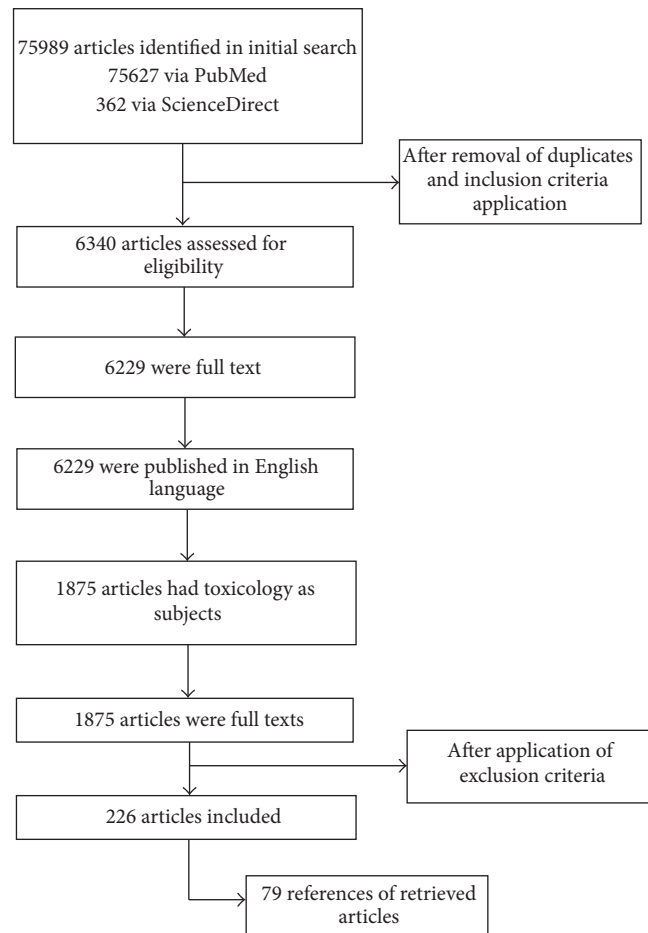 75989 articles identified in initial search
75627 via PubMed
362 via ScienceDirect
After removal of duplicates
and inclusion criteria
application
6340 articles assessed for
eligibility
6229 were full text
6229 were published in English
language
1875 articles had toxicology as
subjects
1875 articles were full texts
After application of
exclusion criteria
226 articles included
79 references of retrieved
articles